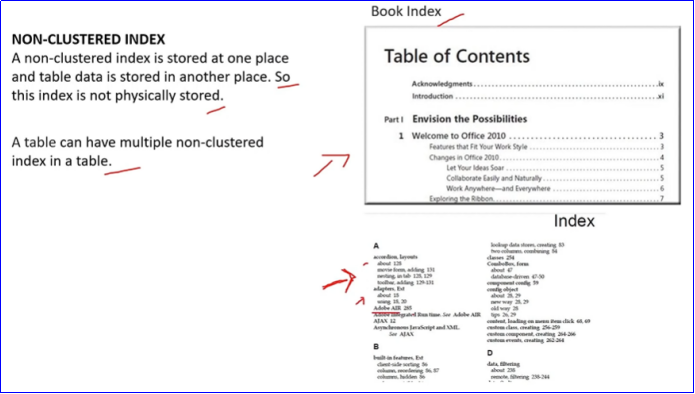 Book Index
NON-CLUSTERED INDEX
A non-clustered index is stored at one place
and table data is stored in another place. So
this index is not physically stored.
A table can have multiple non-clustered
index in a table.
Table of Contents
Acknowledgments ix
Introduction xi
Part I Envision the Possibilities
1 Welcome to Office 2010 3
Features that Fit Your Work Style 3
Changes in Office 2010 4
Let Your Ideas Soar 5
Collaborate Easily and Naturally 5
Work Anywhere—and Everywhere 6
Exploring the Ribbon 7
Index
A
accordion, layouts
about 128
movie form, adding 131
nesting, in tab 128, 129
toolbar, adding 129-131
adapters, Ext
about 18
using 18, 20
Adobe AIR 285
Adobe Integrated Run time. See Adobe AIR
AJAX 12
Asynchronous JavaScript and XML.
See AJAX
B
built-in features, Ext
client-side sorting 86
column, reordering 86, 87
columns, hidden 86
lookup data stores, creating 83
two columns, combining 84
classes 254
ComboBox, form
about 47
database-driven 47-50
component config 59
config object
about 28, 29
new way 28, 29
old way 28
tips 26, 29
content, loading on menu item click 68, 69
custom class, creating 256-259
custom component, creating 264-266
custom events, creating 262-264
D
data, filtering
about 238
remote, filtering 238-244